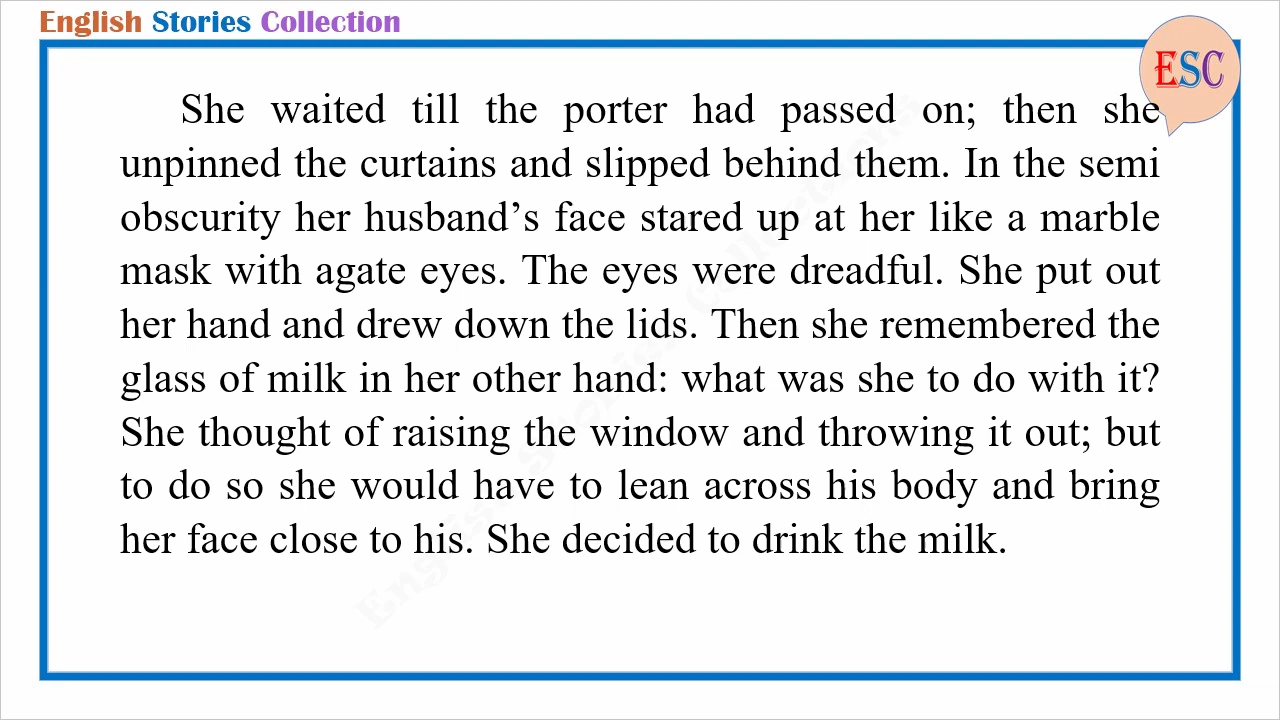 English Stories Collection
ESC
She waited till the porter had passed on; then she
unpinned the curtains and slipped behind them. In the semi
obscurity her husband’s face stared up at her like a marble
mask with agate eyes. The eyes were dreadful. She put out
her hand and drew down the lids. Then she remembered the
glass of milk in her other hand: what was she to do with it?
She thought of raising the window and throwing it out; but
to do so she would have to lean across his body and bring
her face close to his. She decided to drink the milk.
English Stories Collections